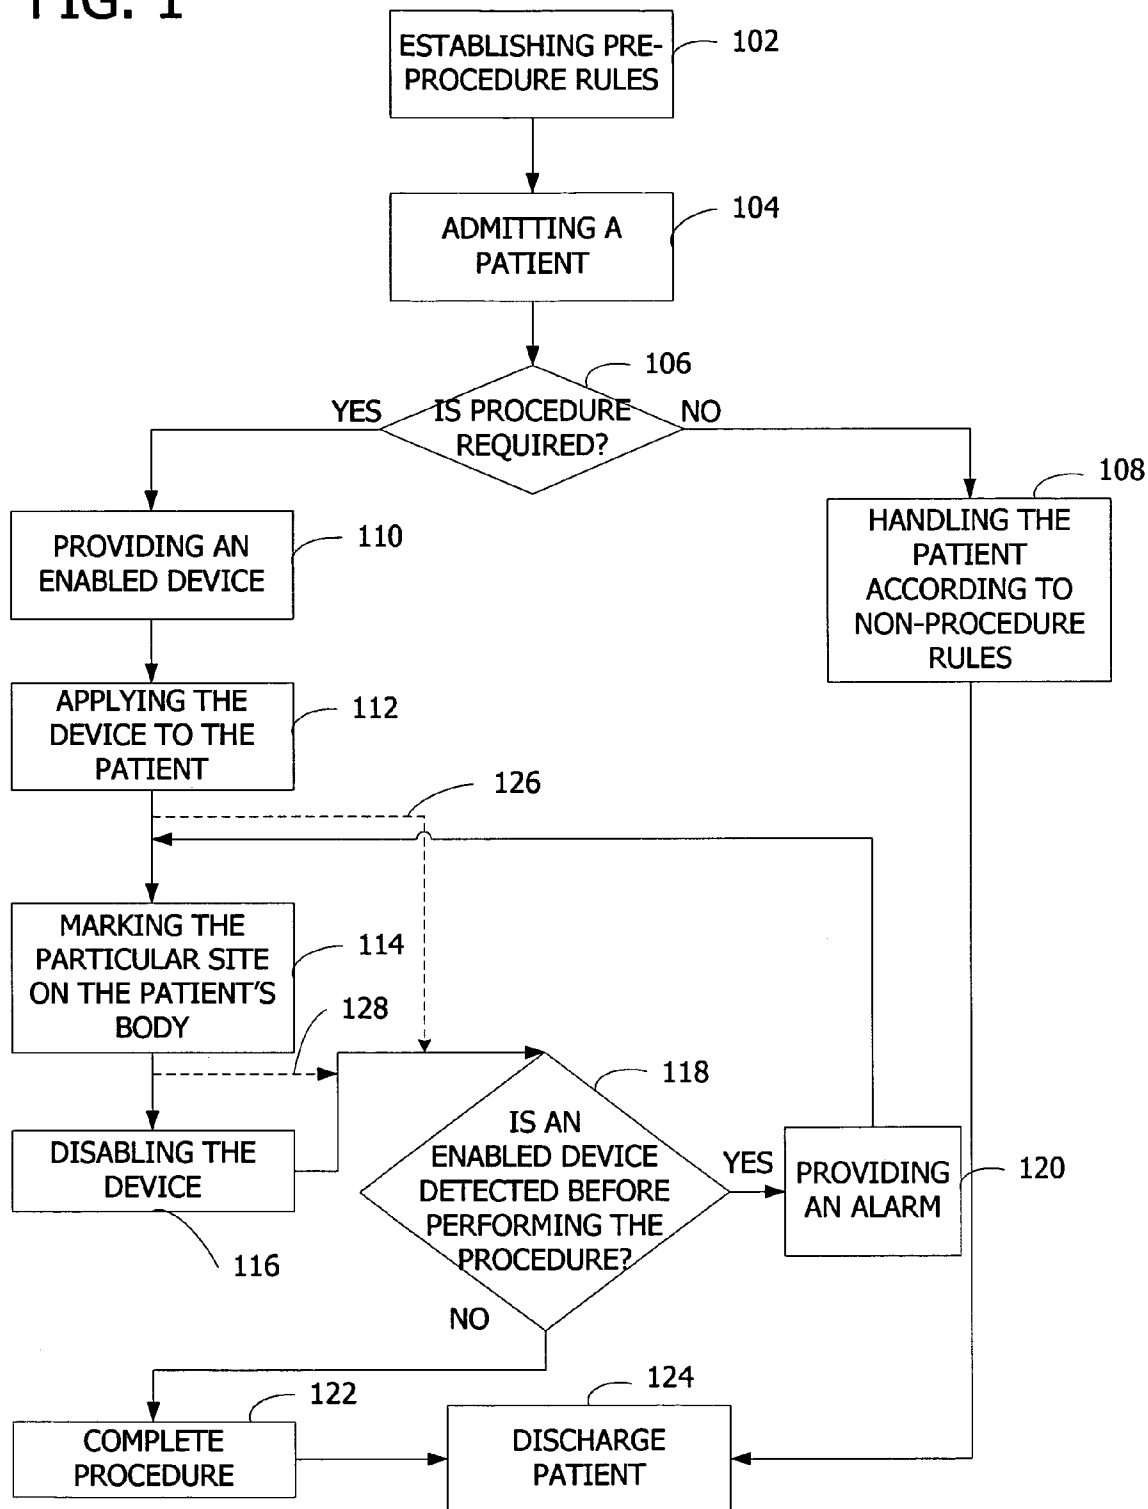 FIG. 1
ESTABLISHING PRE-
PROCEDURE RULES
102
ADMITTING A
PATIENT
104
106
YES
IS PROCEDURE
REQUIRED?
NO
108
HANDLING THE
PATIENT
ACCORDING TO
NON-PROCEDURE
RULES
PROVIDING AN
ENABLED DEVICE
110
APPLYING THE
DEVICE TO THE
PATIENT
112
126
MARKING THE
PARTICULAR SITE
ON THE PATIENT'S
BODY
114
128
118
IS AN
ENABLED DEVICE
DETECTED BEFORE
PERFORMING THE
PROCEDURE?
YES
PROVIDING
AN ALARM
120
DISABLING THE
DEVICE
116
NO
122
COMPLETE
PROCEDURE
124
DISCHARGE
PATIENT